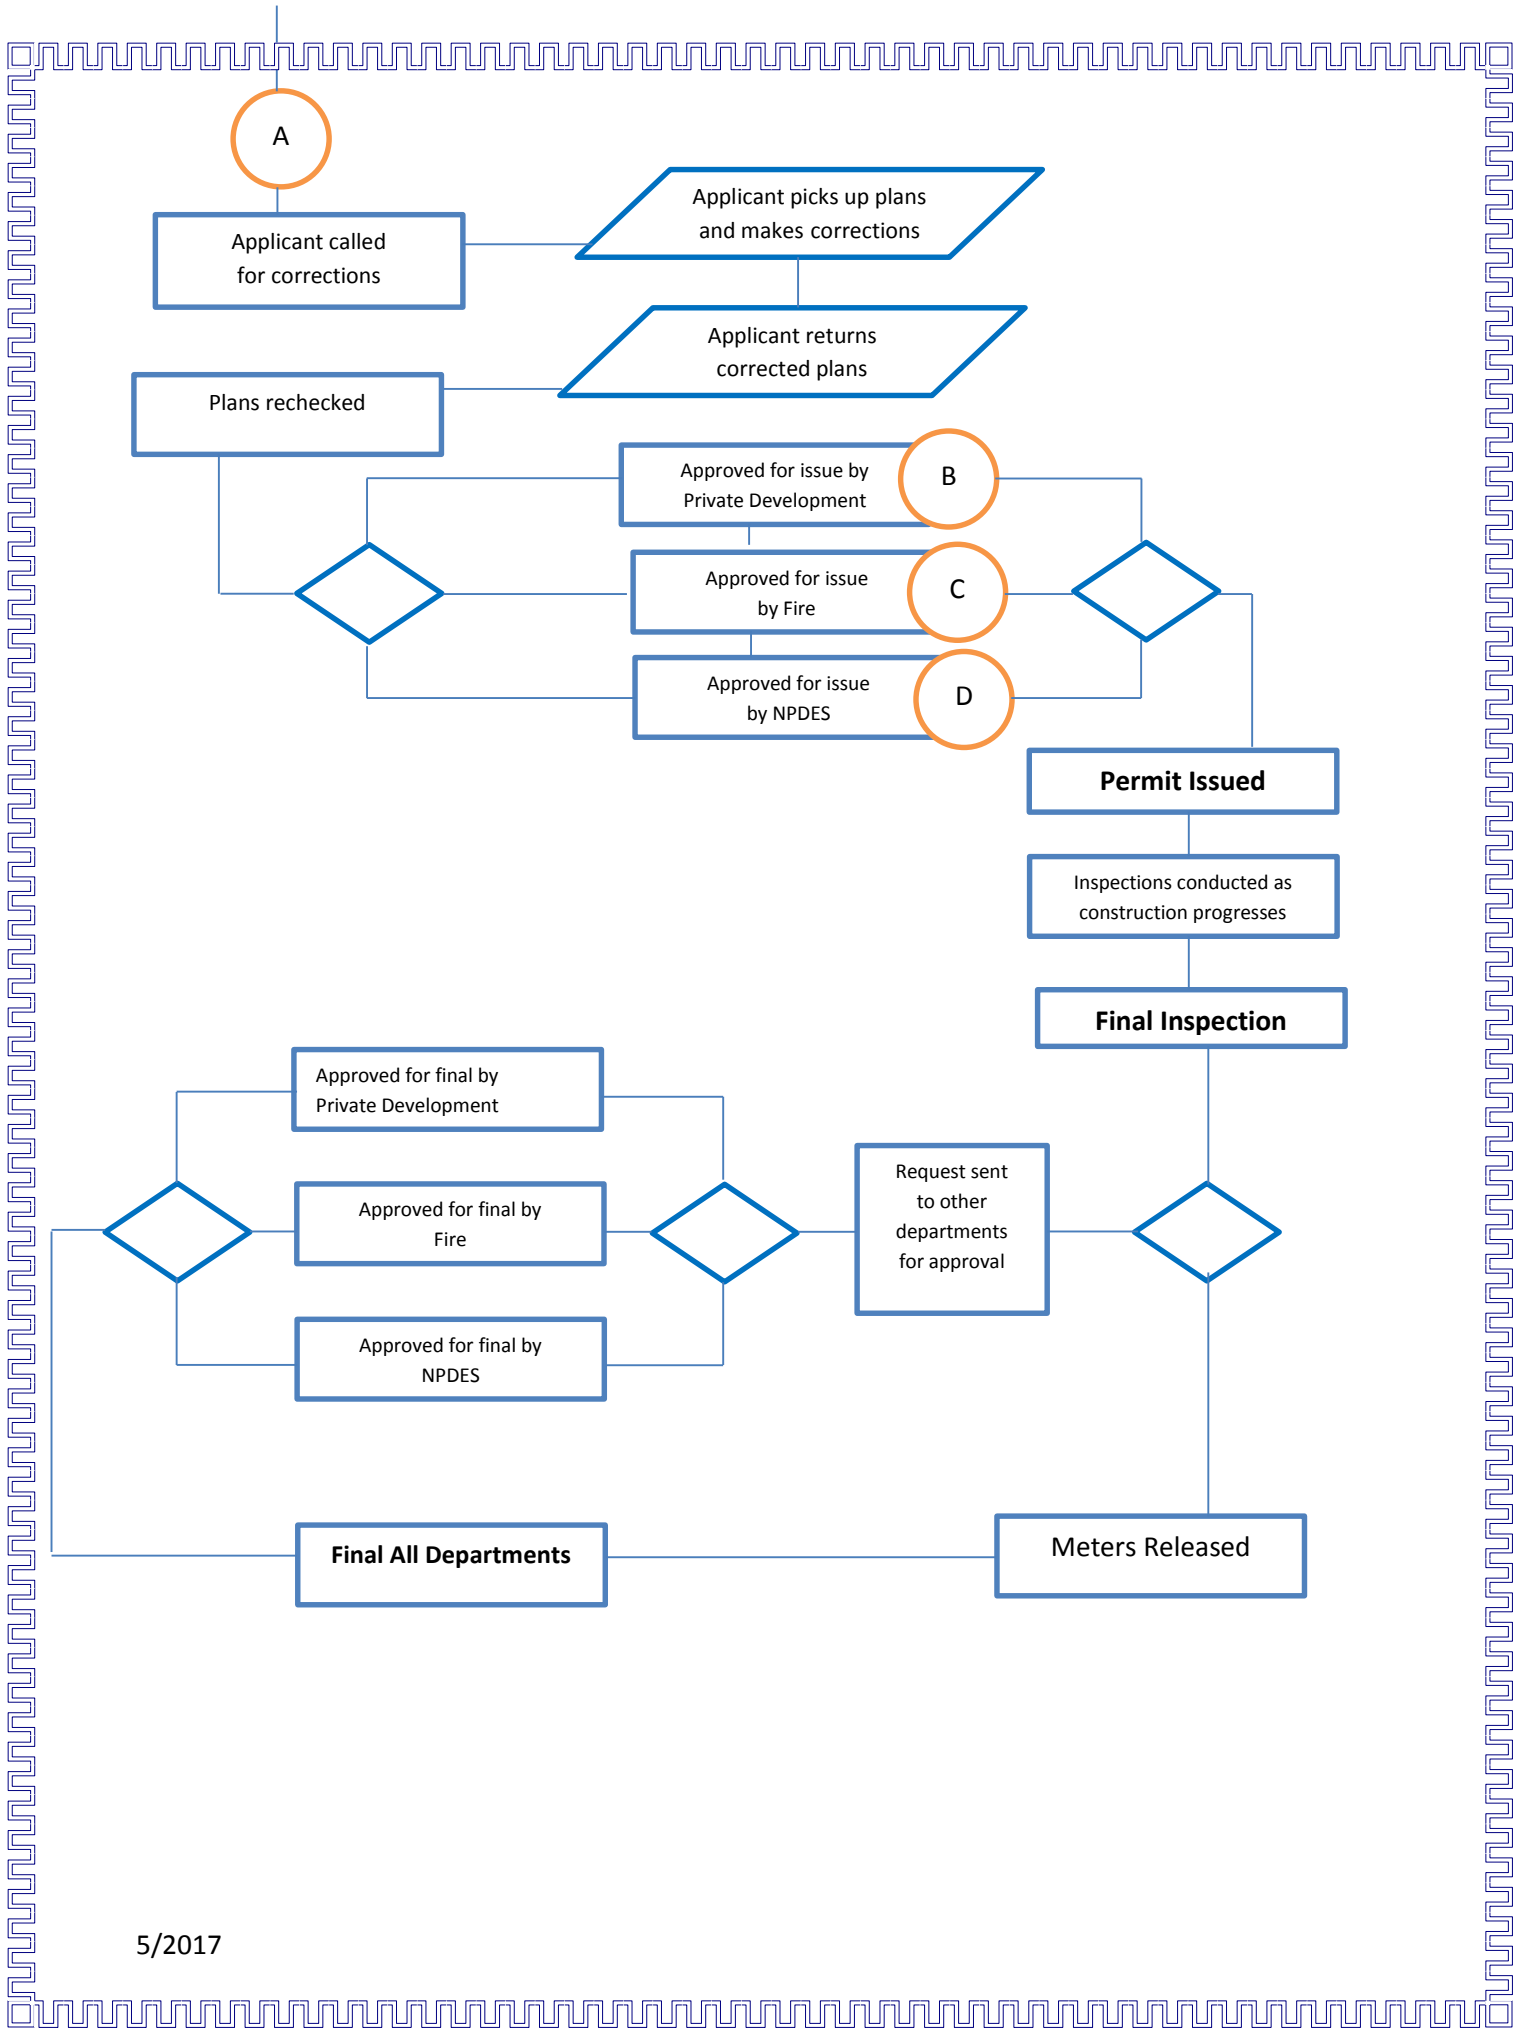 A
Applicant called
for corrections
Applicant picks up plans
and makes corrections
Applicant returns
corrected plans
Plans rechecked
Approved for issue by
Private Development
B
Approved for issue
by Fire
C
Approved for issue
by NPDES
D
Permit Issued
Inspections conducted as
construction progresses
Final Inspection
Approved for final by
Private Development
Request sent
to other
departments
for approval
Approved for final by
Fire
Approved for final by
NPDES
Final All Departments
Meters Released
5/2017